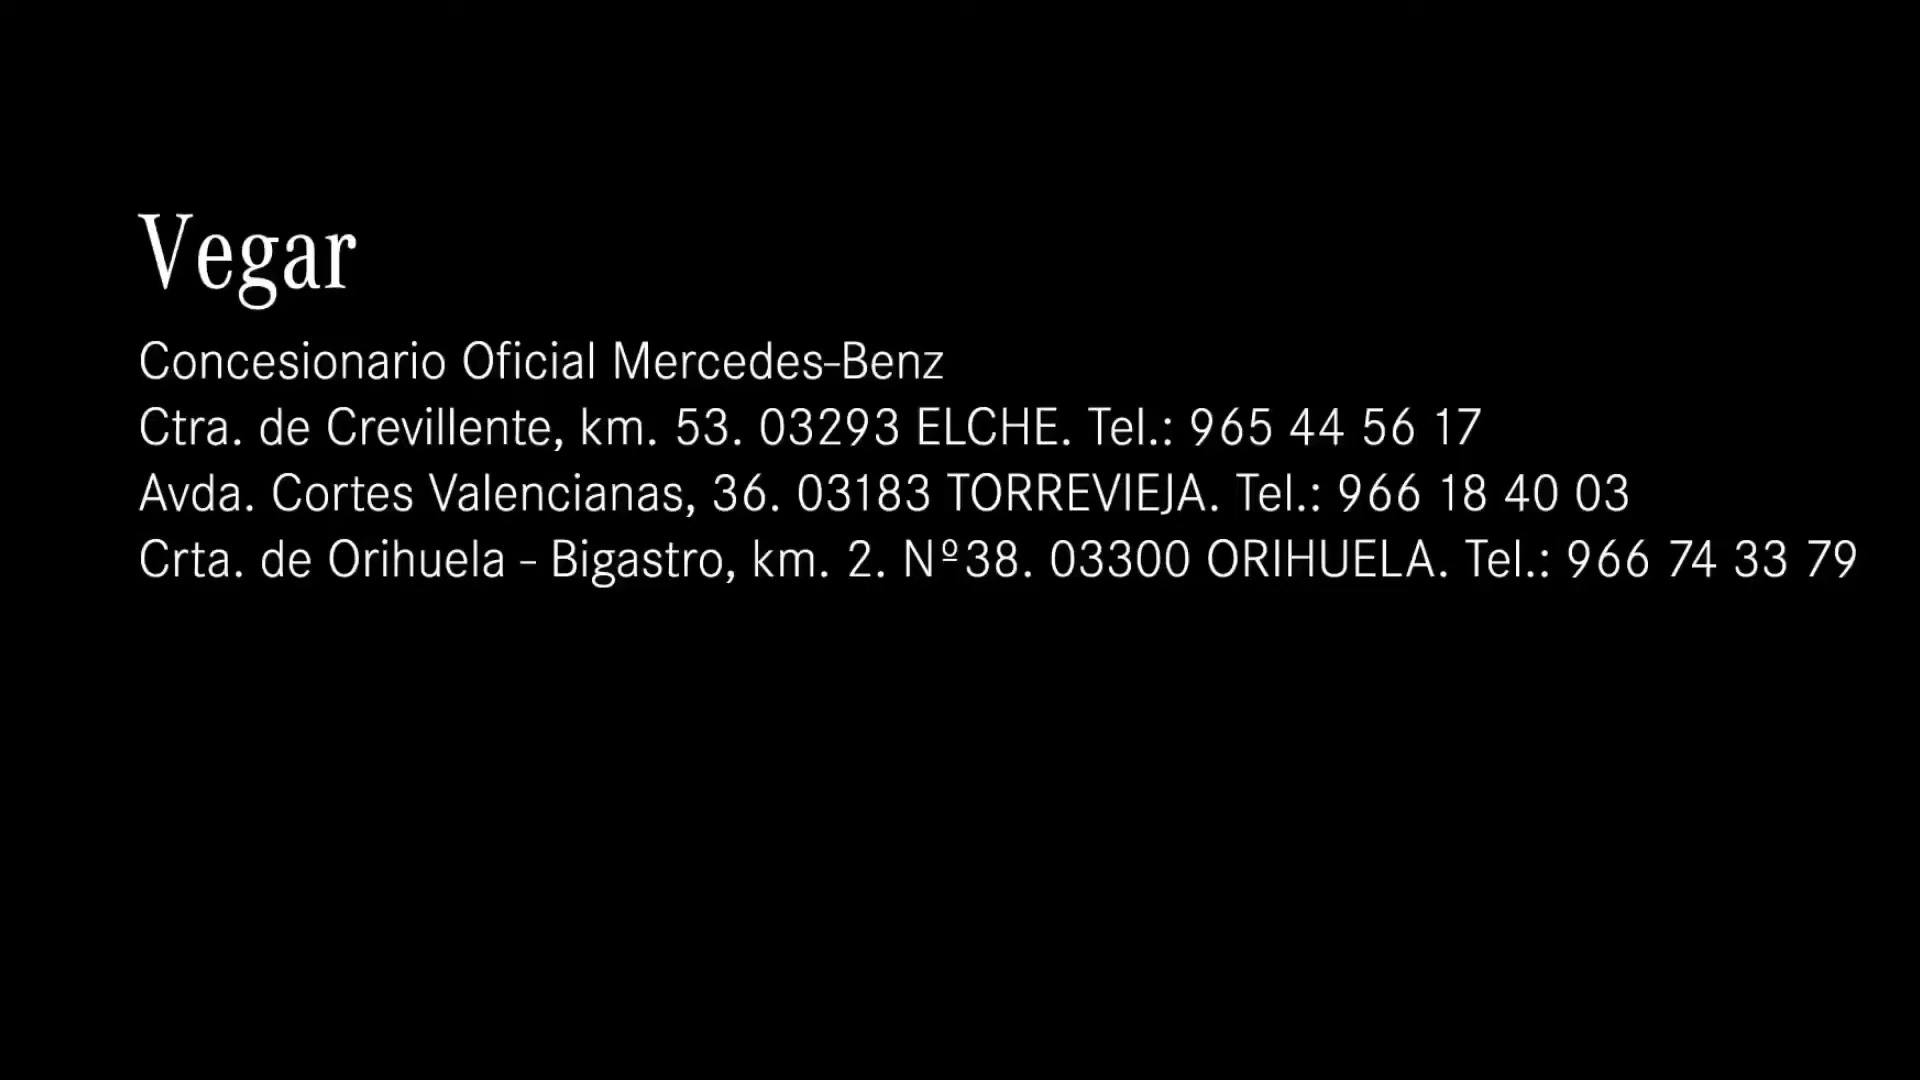 Vegar
Concesionario Oficial Mercedes-Benz
Ctra. de Crevillente, km. 53. 03293 ELCHE. Tel.: 965 44 56 17
Avda. Cortes Valencianas, 36. 03183 TORREVIEJA. Tel.: 966 18 40 03
Crta. de Orihuela - Bigastro, km. 2. Nº38. 03300 ORIHUELA. Tel.: 966 74 33 79